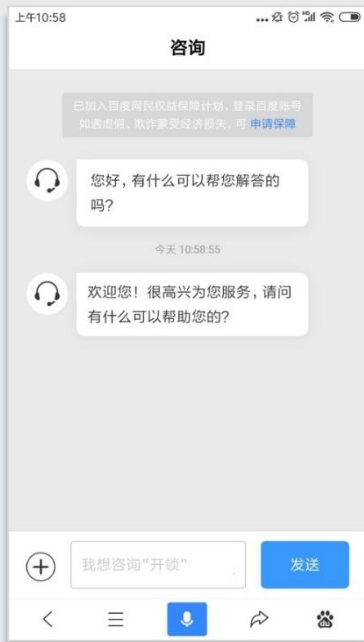 上午10:58
咨询
已加入百度网民权益保障计划，登录百度账号
如遇虚假、欺诈蒙受经济损失，可 申请保障
您好，有什么可以帮您解答的
吗？
今天 10:58:55
欢迎您！很高兴为您服务，请问
有什么可以帮助您的？
我想咨询"开锁"
发送
du